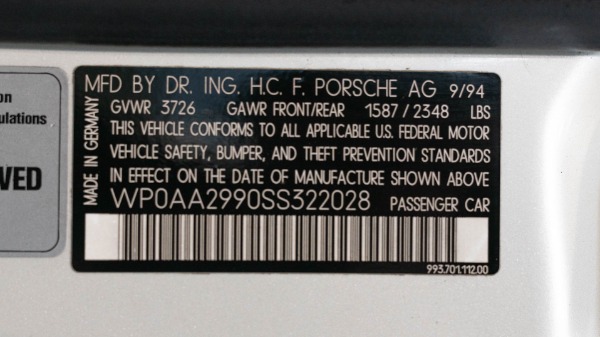 on
ulations
VED
MADE IN GERMANY
MFD BY DR. ING. H.C. F. PORSCHE AG 9/94
GVWR 3726 GAWR FRONT/REAR 1587 / 2348 LBS
THIS VEHICLE CONFORMS TO ALL APPLICABLE U.S. FEDERAL MOTOR
VEHICLE SAFETY, BUMPER, AND THEFT PREVENTION STANDARDS
IN EFFECT ON THE DATE OF MANUFACTURE SHOWN ABOVE
WP0AA2990SS322028 PASSENGER CAR
993.701.112.00